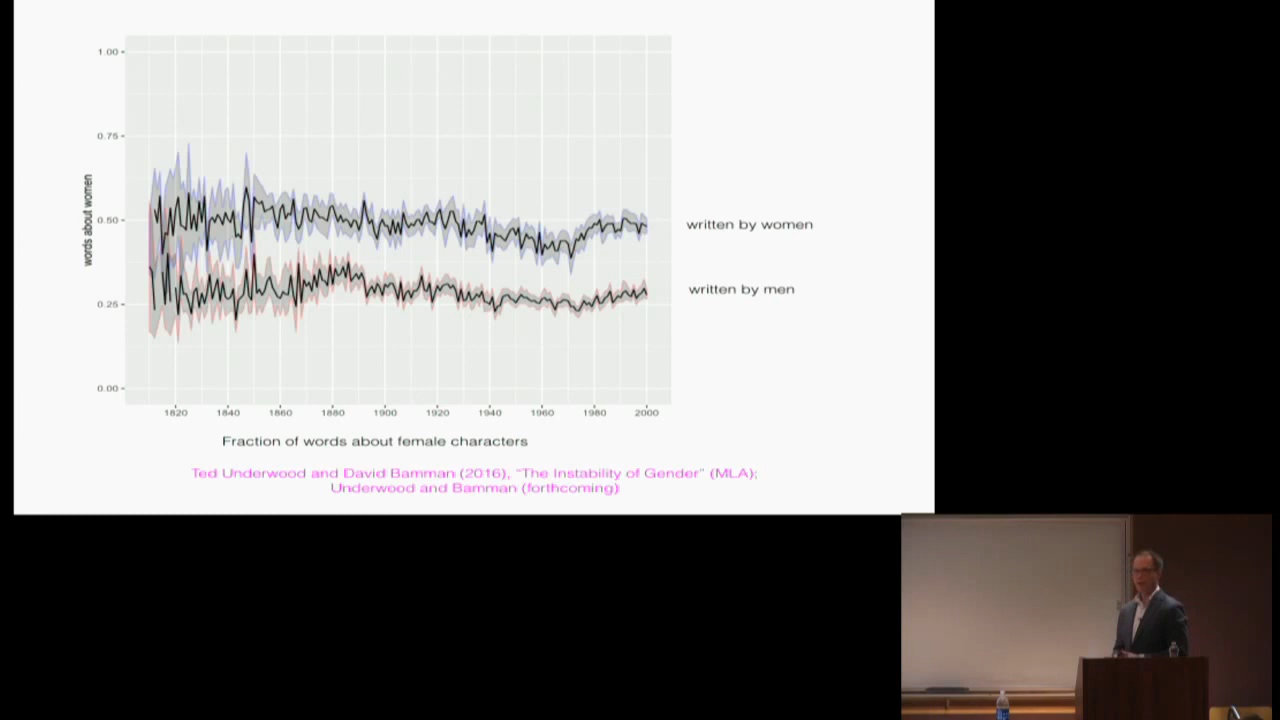 1.00
0.75
0.50
0.25
0.00
words about women
1820 1840 1860 1880 1900 1920 1940 1960 1980 2000
written by women
written by men
Fraction of words about female characters
Ted Underwood and David Bamman (2016), “The Instability of Gender” (MLA);
Underwood and Bamman (forthcoming)